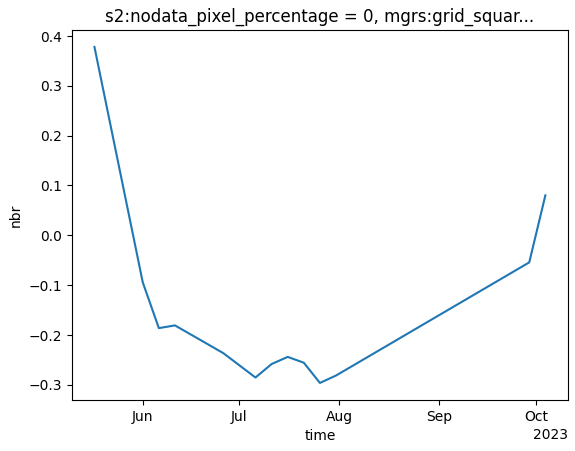 s2:nodata_pixel_percentage = 0, mgrs:grid_squar...
0.4
0.3
0.2
0.1
0.0
−0.1
−0.2
−0.3
nbr
Jun Jul Aug Sep Oct
2023
time